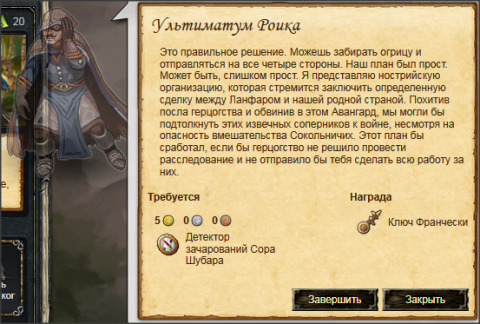 20
Ультиматум Роика
Это правильное решение. Можешь забирать огрицу и
отправляться на все четыре стороны. Наш план был прост.
Может быть, слишком прост. Я представляю нострийскую
организацию, которая стремится заключить определенную
сделку между Ланфаром и нашей родной страной. Похитив
посла герцогства и обвинив в этом Авангард, мы могли бы
подтолкнуть этих извечных соперников к войне, несмотря на
опасность вмешательства Сокольничих. Этот план бы
сработал, если бы герцогство не решило провести
расследование и не отправило бы тебя сделать всю работу за
них.
Требуется
Награда
5 0 0
Ключ Франчески
Детектор
зачарований Сора
Шубара
ь
ког
Завершить
Закрыть